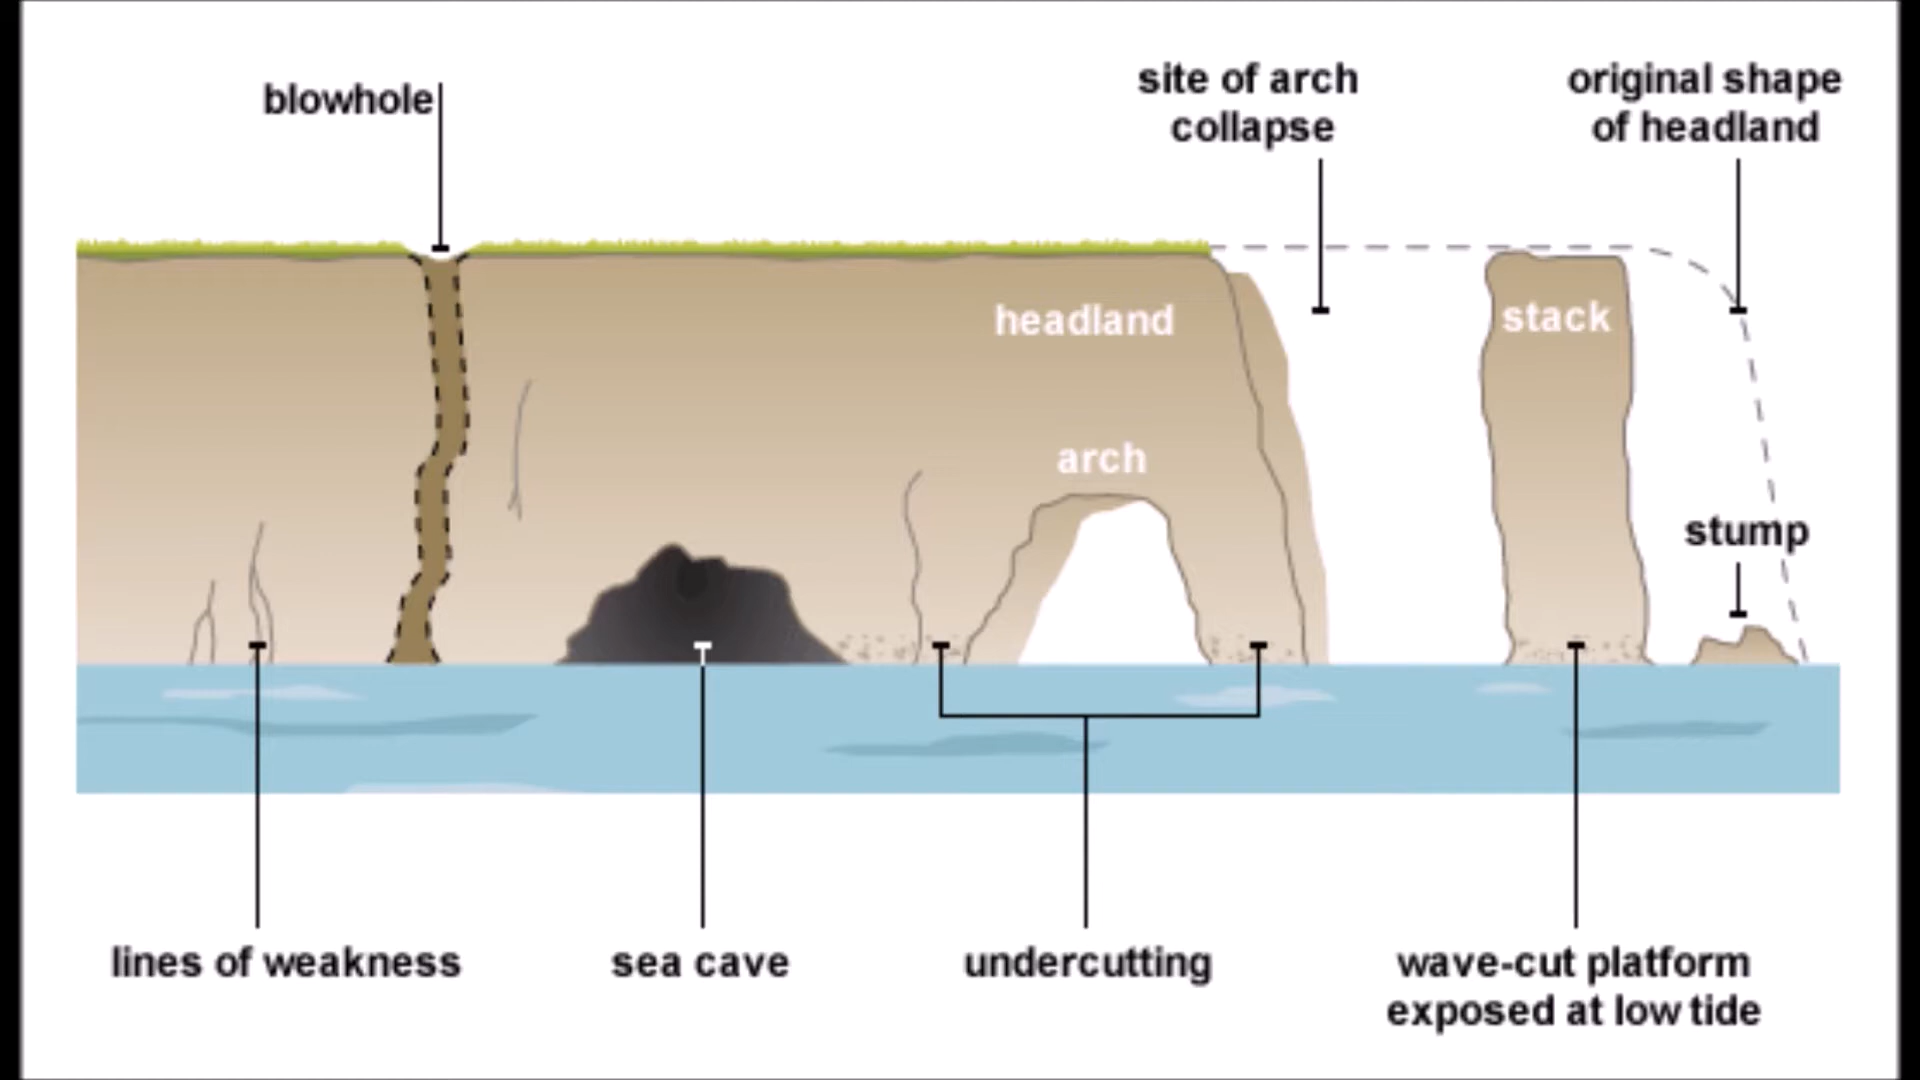 blowhole
site of arch
collapse
original shape
of headland
headland
stack
arch
stump
lines of weakness
sea cave
undercutting
wave-cut platform
exposed at low tide